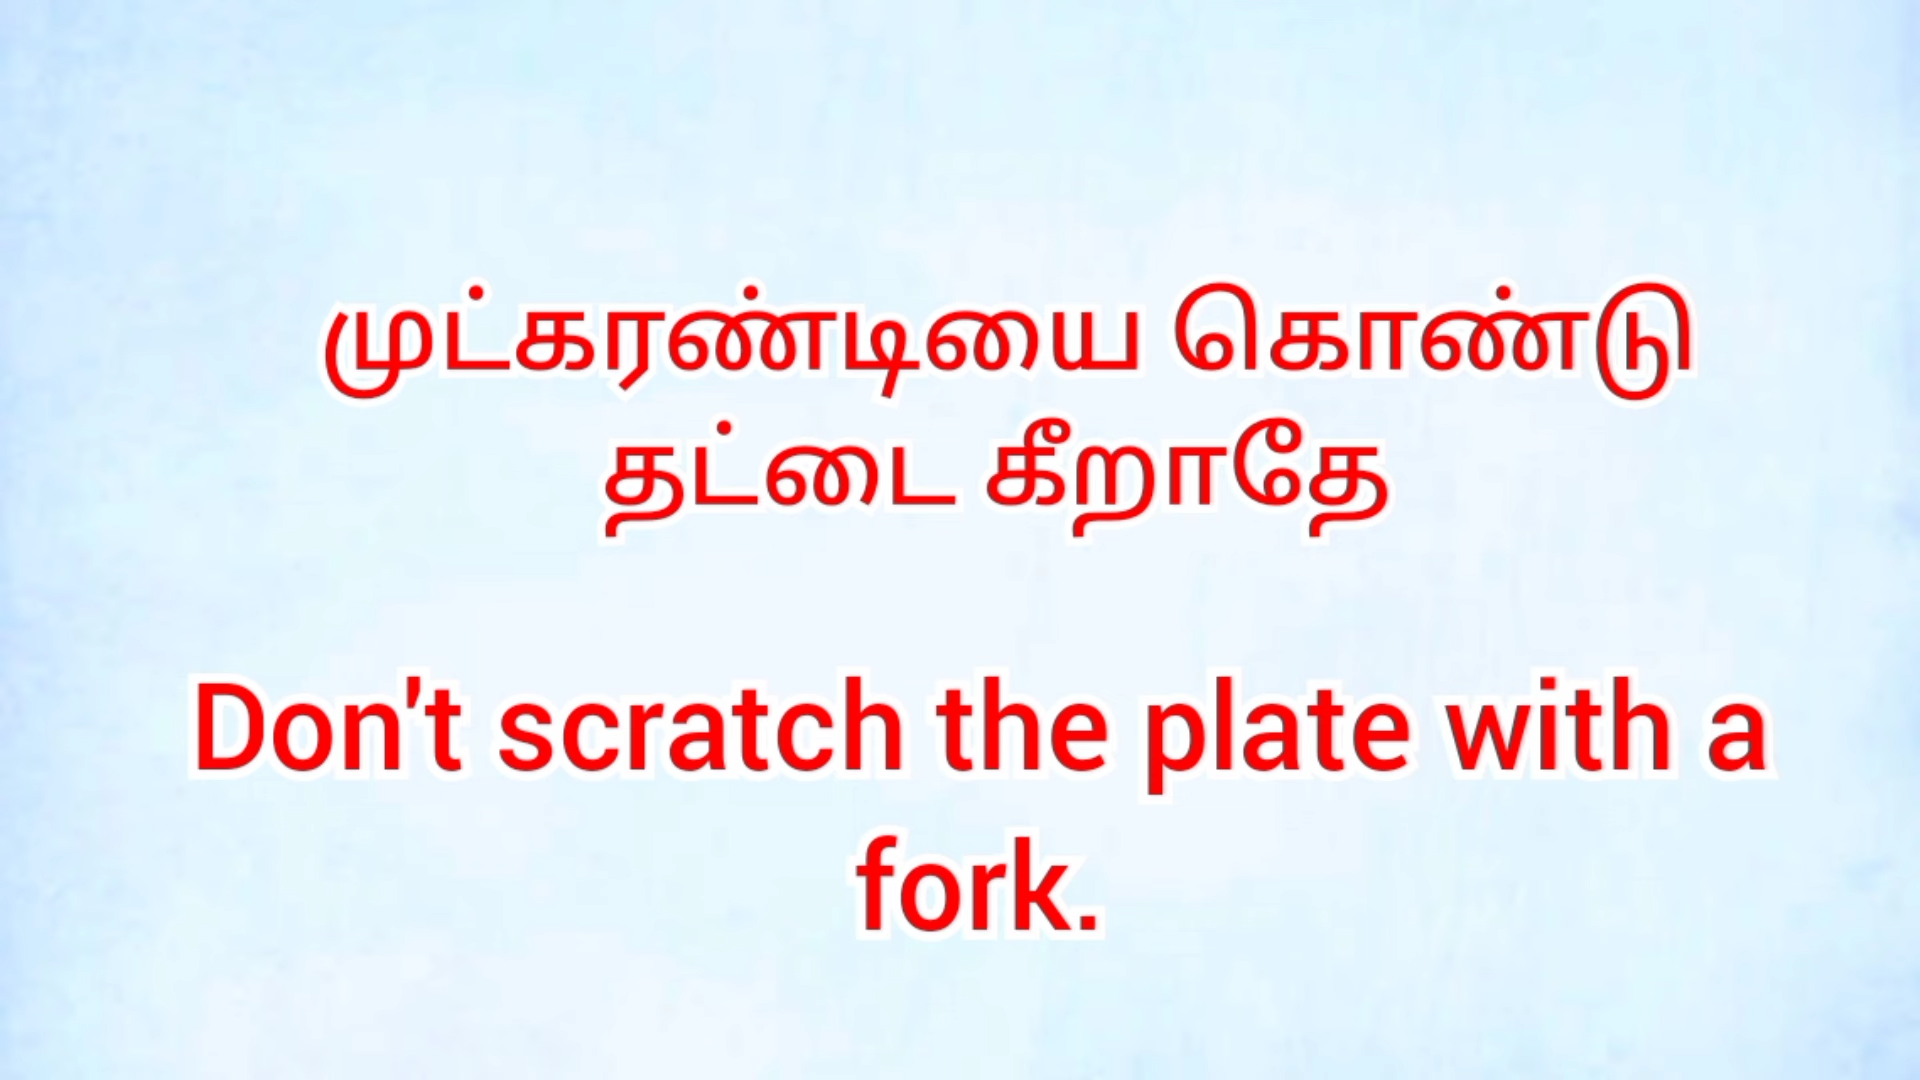 முட்கரண்டியை கொண்டு
தட்டை கீறாதே
Don't scratch the plate with a
fork.